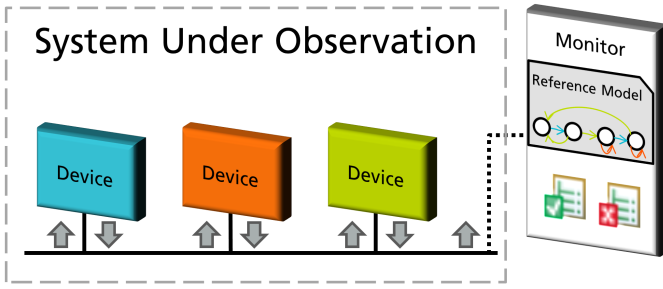 System Under Observation
Monitor
Reference Model
Device
Device
Device